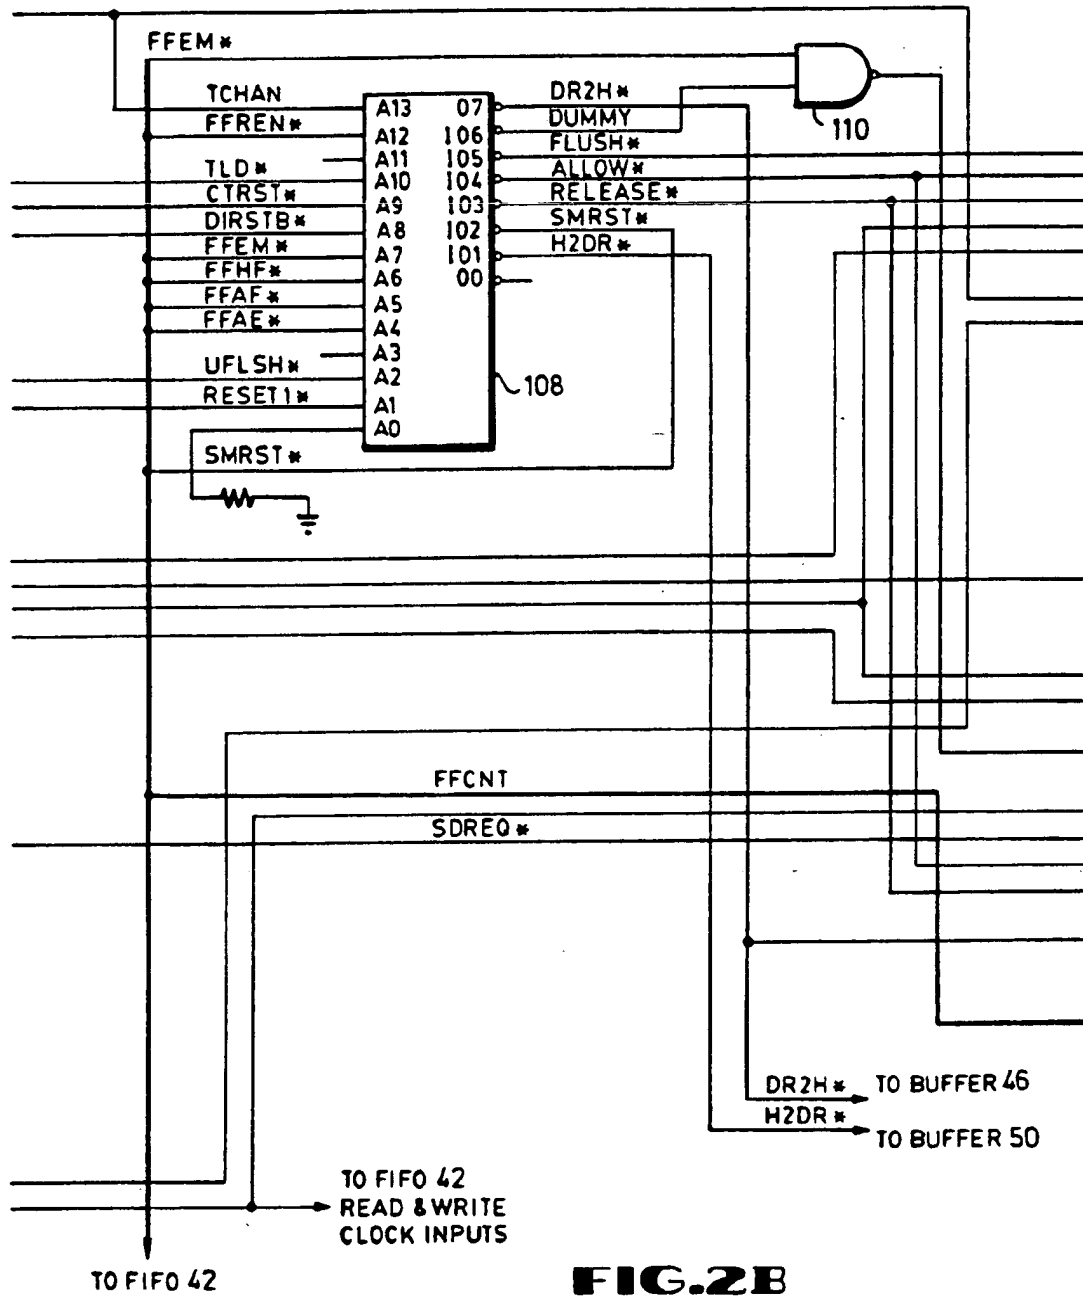 FFEM*
TCHAN
FFREN*
TLD*
CTRST*
DIRSTB*
FFEM*
FFHF*
FFAF*
FFAE*
UFLSH*
RESET1*
SMRST*
A13
A12
A11
A10
A9
A8
A7
A6
A5
A4
A3
A2
A1
A0
07
106
105
104
103
102
101
00
DR2H*
DUMMY
FLUSH*
ALLOW*
RELEASE*
SMRST*
H2DR*
110
108
FFCNT
SDREQ*
DR2H* TO BUFFER 46
H2DR* TO BUFFER 50
TO FIFO 42
READ & WRITE
CLOCK INPUTS
TO FIFO 42
FIG.2B